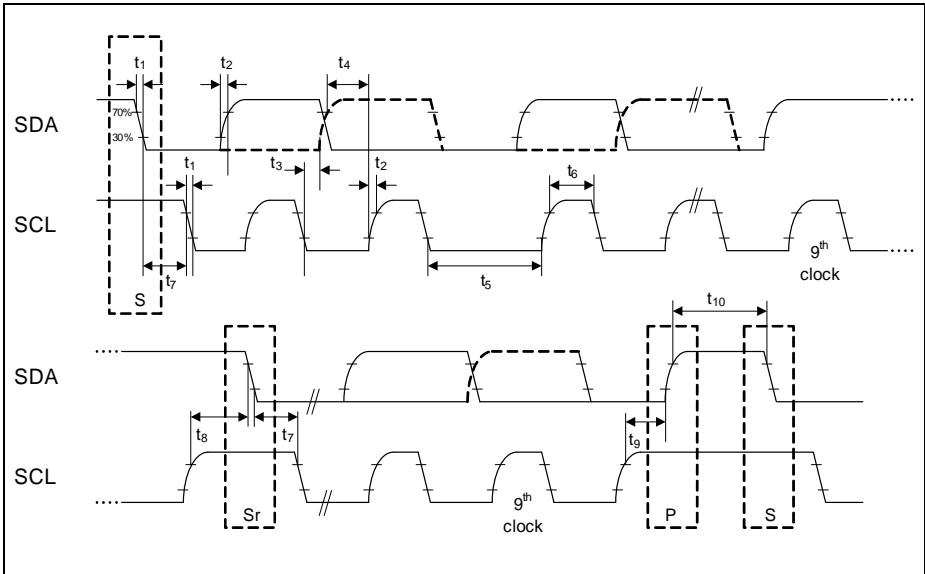 t1 t2 t4
70%
SDA
30%
t1 t3 t2 t6
SCL
t7 t5 9th
clock
S
t10
SDA
t8 t7 t9
SCL
Sr 9th P S
clock